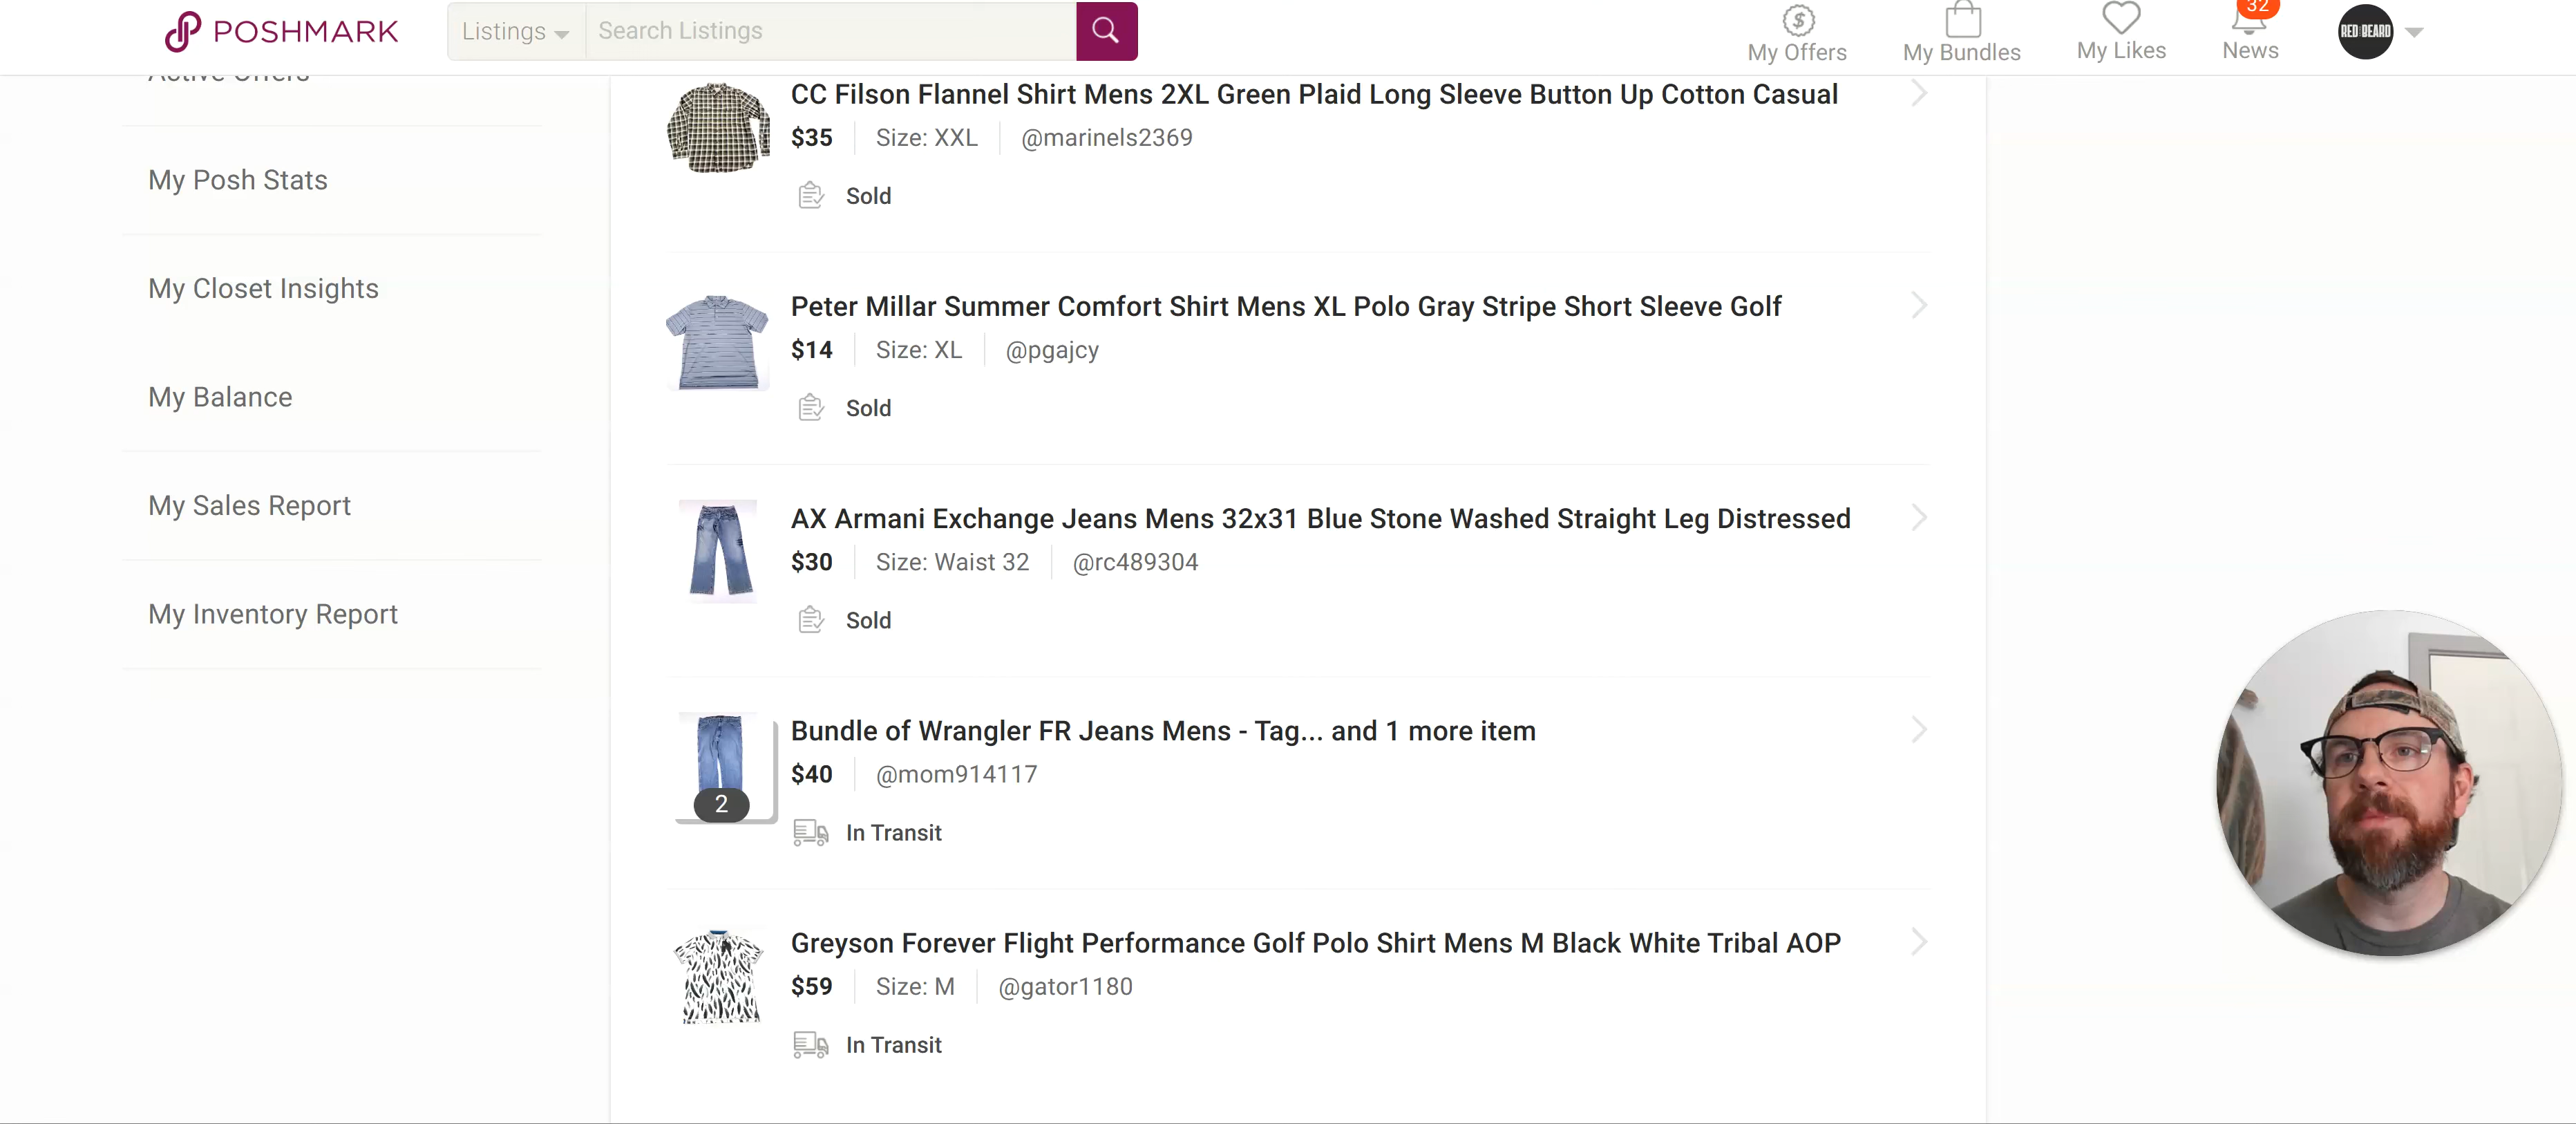 POSHMARK
Listings
Search Listings
My Offers
My Bundles
My Likes
32
News
RED BEARD
Active Offers
My Posh Stats
My Closet Insights
My Balance
My Sales Report
My Inventory Report
CC Filson Flannel Shirt Mens 2XL Green Plaid Long Sleeve Button Up Cotton Casual
$35 Size: XXL @marinels2369
Sold
Peter Millar Summer Comfort Shirt Mens XL Polo Gray Stripe Short Sleeve Golf
$14 Size: XL @pgajcy
Sold
AX Armani Exchange Jeans Mens 32x31 Blue Stone Washed Straight Leg Distressed
$30 Size: Waist 32 @rc489304
Sold
Bundle of Wrangler FR Jeans Mens - Tag... and 1 more item
$40 @mom914117
2
In Transit
Greyson Forever Flight Performance Golf Polo Shirt Mens M Black White Tribal AOP
$59 Size: M @gator1180
In Transit